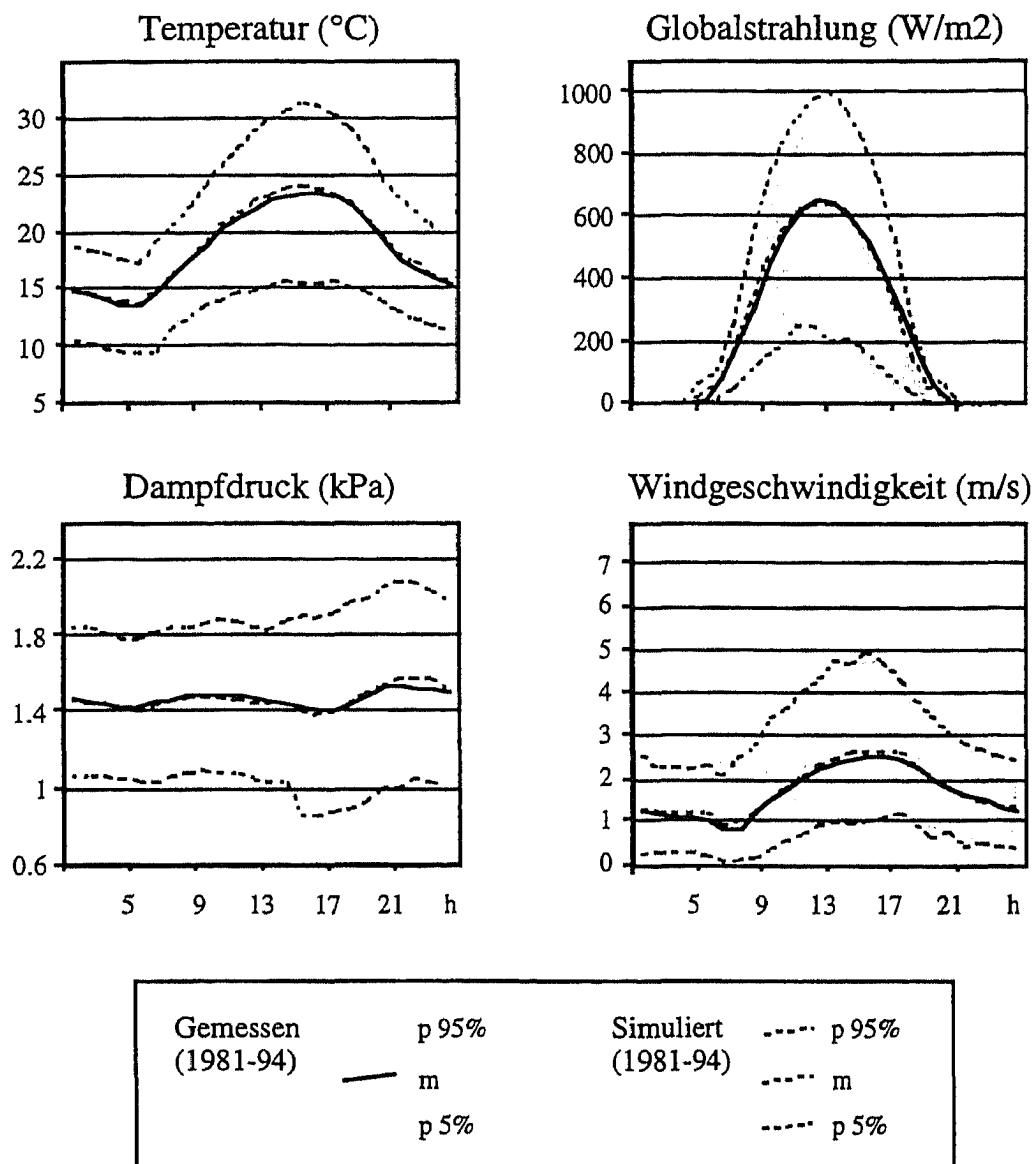 Temperatur (°C)
30
25
20
15
10
5
Globalstrahlung (W/m2)
1000
800
600
400
200
0
Dampfdruck (kPa)
2.2
1.8
1.4
1
0.6
5 9 13 17 21 h
Windgeschwindigkeit (m/s)
7
6
5
4
3
2
1
0
5 9 13 17 21 h
Gemessen
(1981-94)
p 95%
m
p 5%
Simuliert
(1981-94)
p 95%
m
p 5%